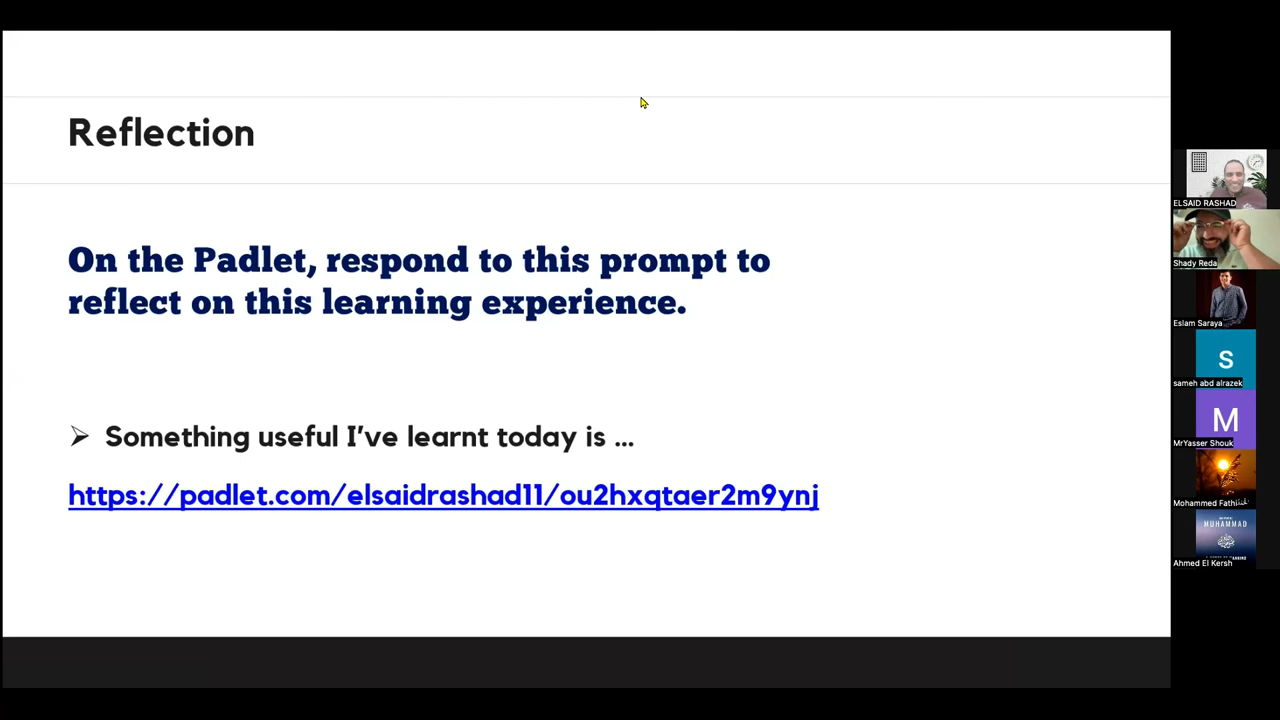 Reflection
On the Padlet, respond to this prompt to
reflect on this learning experience.
➢ Something useful I've learnt today is ...
https://padlet.com/elsaidrashad11/ou2hxqtaer2m9ynj
ELSAID RASHAD
Shady Reda
Eslam Saraya
S
sameh abd alrazek
M
MrYasser Shouk
Mohammed Fathi
MUHAMMAD
Ahmed El Kersh